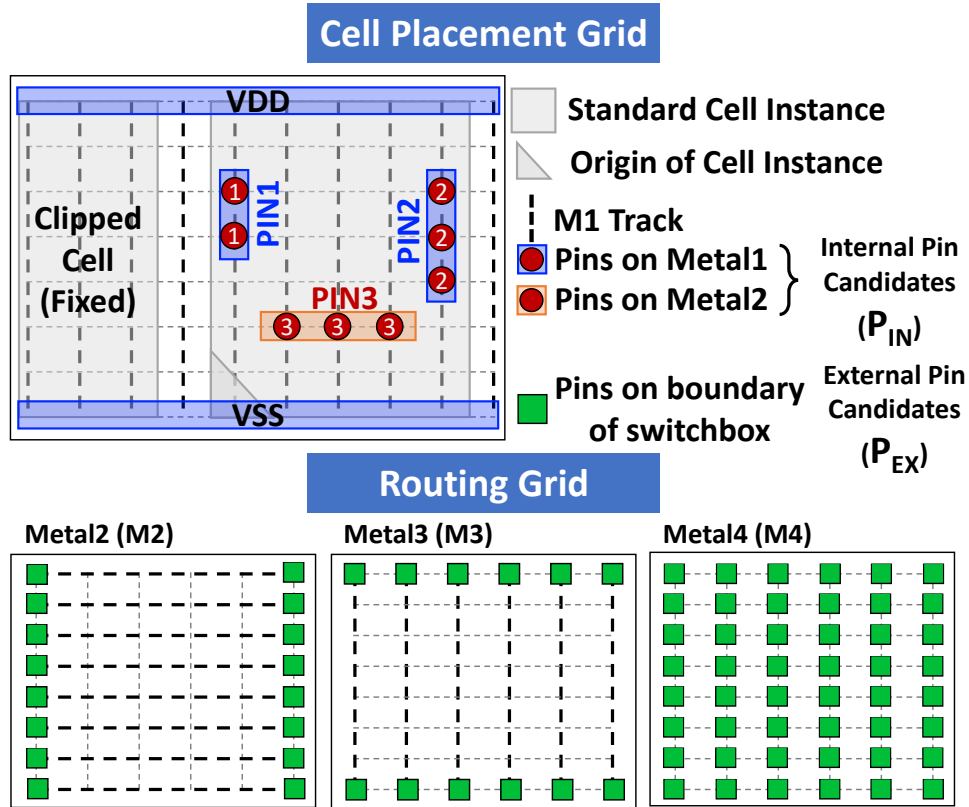 Cell Placement Grid
VDD
Clipped
Cell
(Fixed)
1
1
PIN1
PIN2
2
2
2
PIN3
3 3 3
VSS
Standard Cell Instance
Origin of Cell Instance
M1 Track
Pins on Metal1
Pins on Metal2
Internal Pin
Candidates
(PIN)
Pins on boundary
of switchbox
External Pin
Candidates
(PEX)
Routing Grid
Metal2 (M2)
Metal3 (M3)
Metal4 (M4)